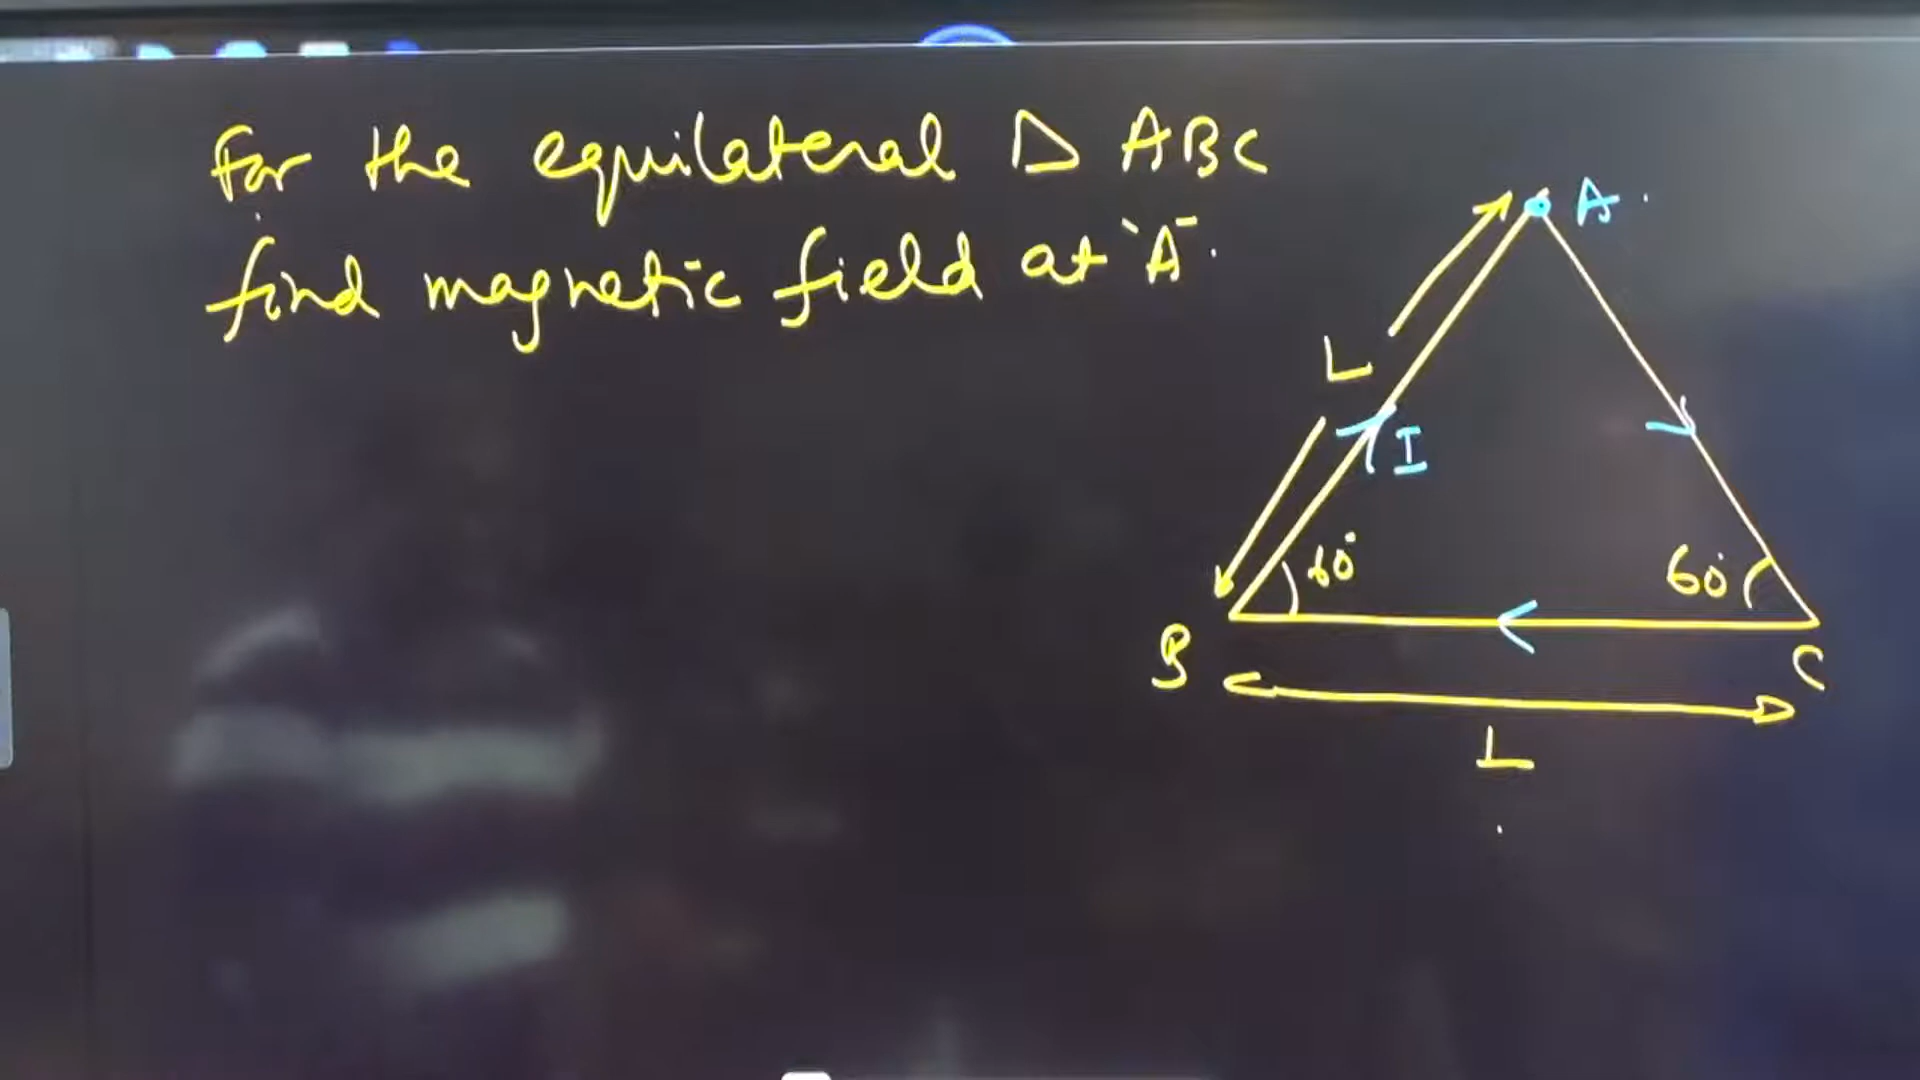 For the equilateral Δ ABC
find magnetic field at 'A'.
A
L
I
60°
60°
B
C
L